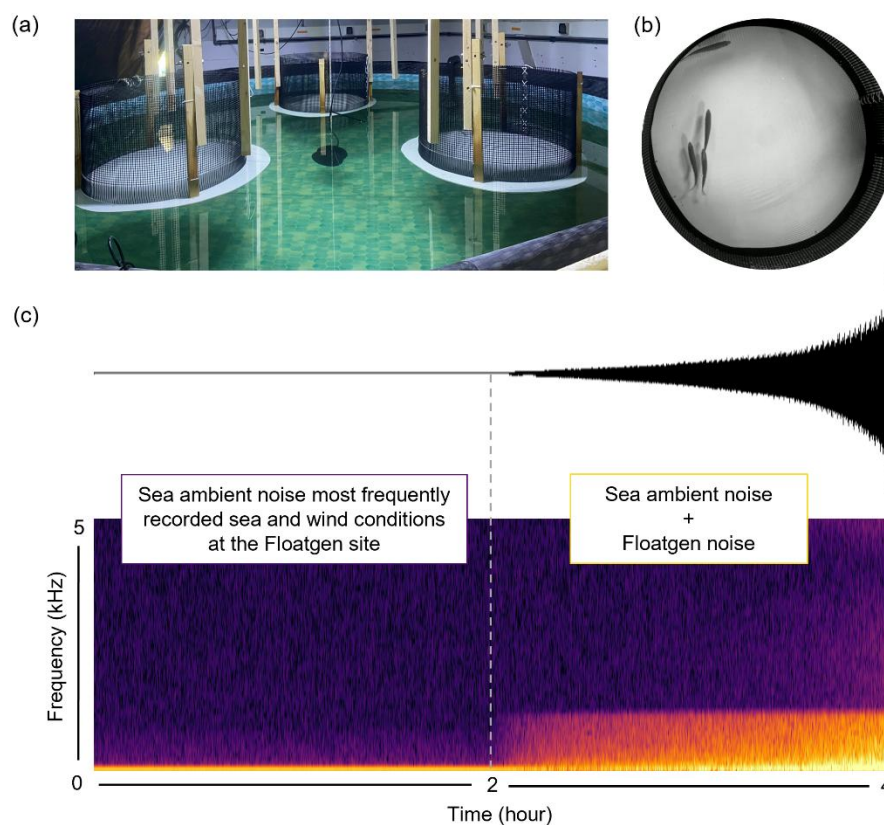 (a)
(b)
(c)
Sea ambient noise most frequently
recorded sea and wind conditions
at the Floatgen site
Sea ambient noise
+
Floatgen noise
5
Frequency (kHz)
0
2
4
Time (hour)